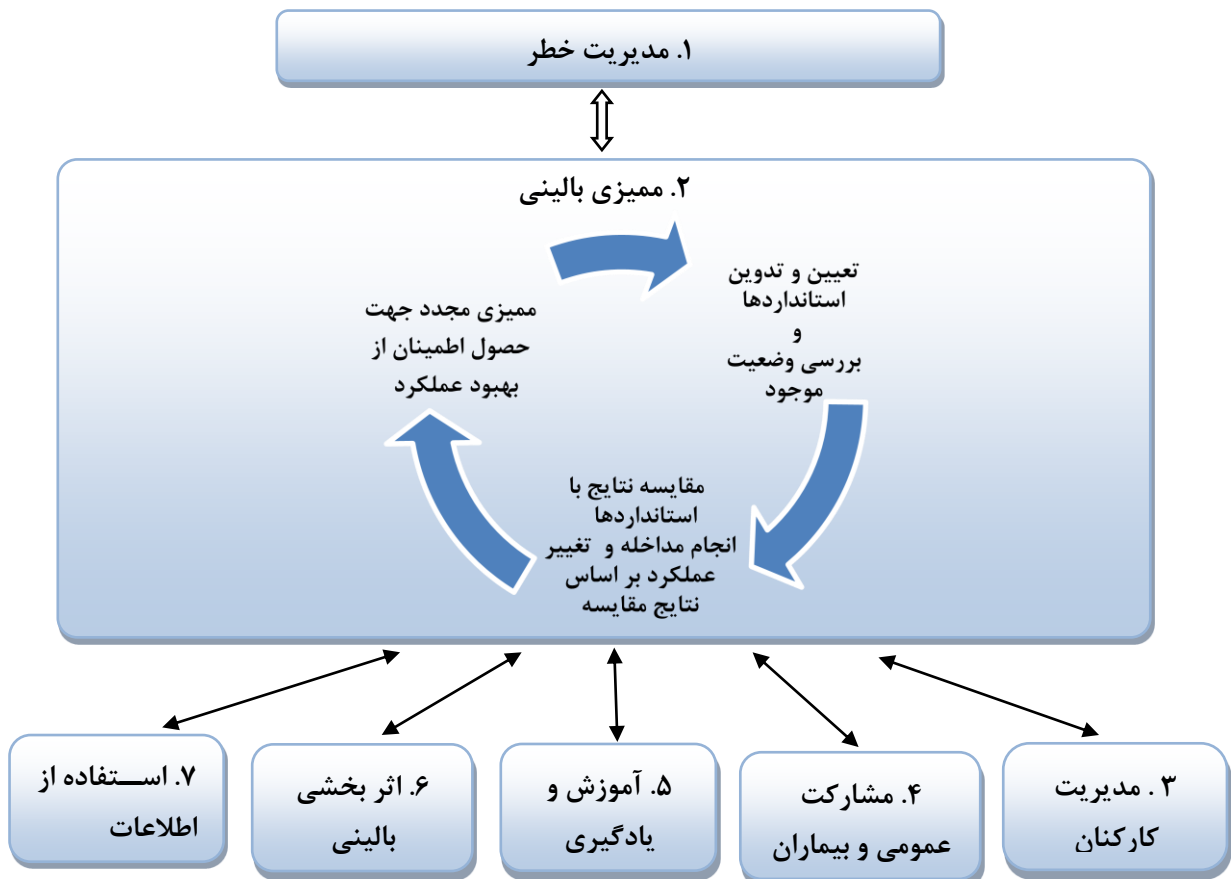 ۱. مدیریت خطر
۲. ممیزی بالینی
تعیین و تدوین
استانداردها
و
بررسی وضعیت
موجود
مقایسه نتایج با
استانداردها
انجام مداخله و تغییر
عملکرد بر اساس
نتایج مقایسه
ممیزی مجدد جهت
حصول اطمینان از
بهبود عملکرد
۳ . مدیریت
کارکنان
۴. مشارکت
عمومی و بیماران
۵. آموزش و
یادگیری
۶. اثر بخشی
بالینی
۷. اســتفاده از
اطلاعات